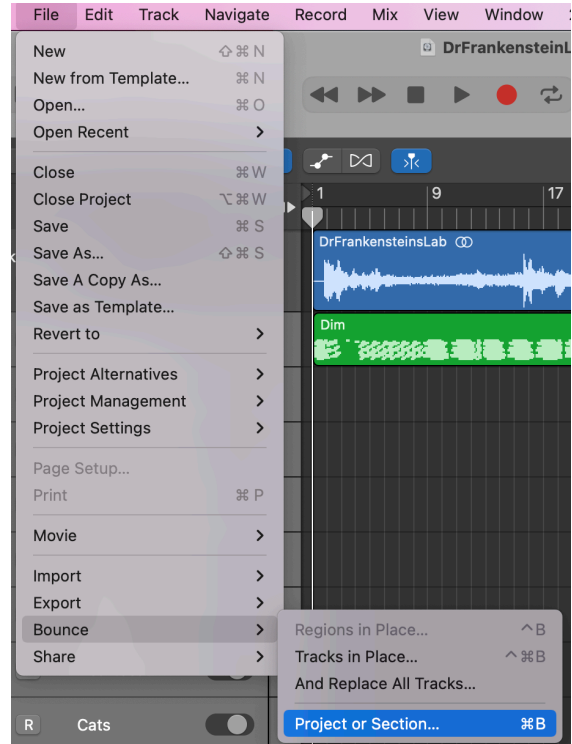 File Edit Track Navigate Record Mix View Window
DrFrankensteinL
New ⇧⌘N
New from Template... ⌘N
Open... ⌘O
Open Recent >
Close ⌘W
Close Project ⌥⌘W
Save ⌘S
Save As... ⇧⌘S
Save A Copy As...
Save as Template...
Revert to >
Project Alternatives >
Project Management >
Project Settings >
Page Setup...
Print ⌘P
Movie >
Import >
Export >
Bounce >
Share >
1 9 17
DrFrankensteinsLab
Dim
Regions in Place... ^B
Tracks in Place... ^⌘B
And Replace All Tracks...
Project or Section... ⌘B
R Cats